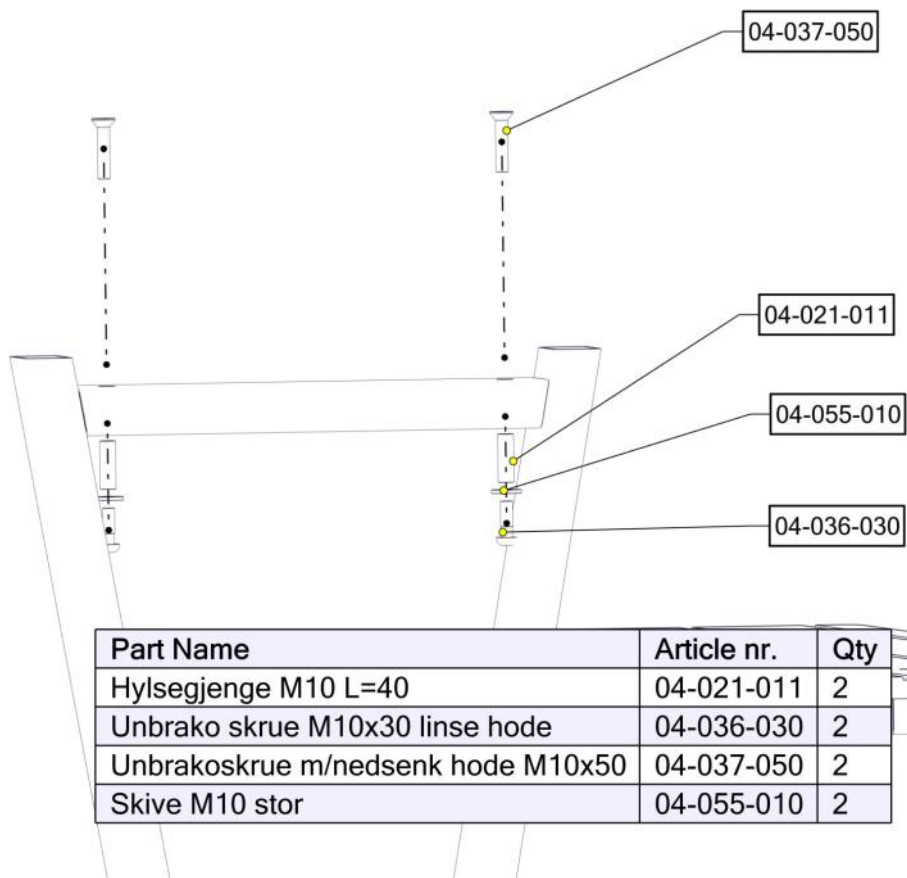 04-037-050
04-021-011
04-055-010
04-036-030
Part Name Article nr. Qty
Hylsegjenge M10 L=40 04-021-011 2
Unbrako skrue M10x30 linse hode 04-036-030 2
Unbrakoskrue m/nedsenk hode M10x50 04-037-050 2
Skive M10 stor 04-055-010 2